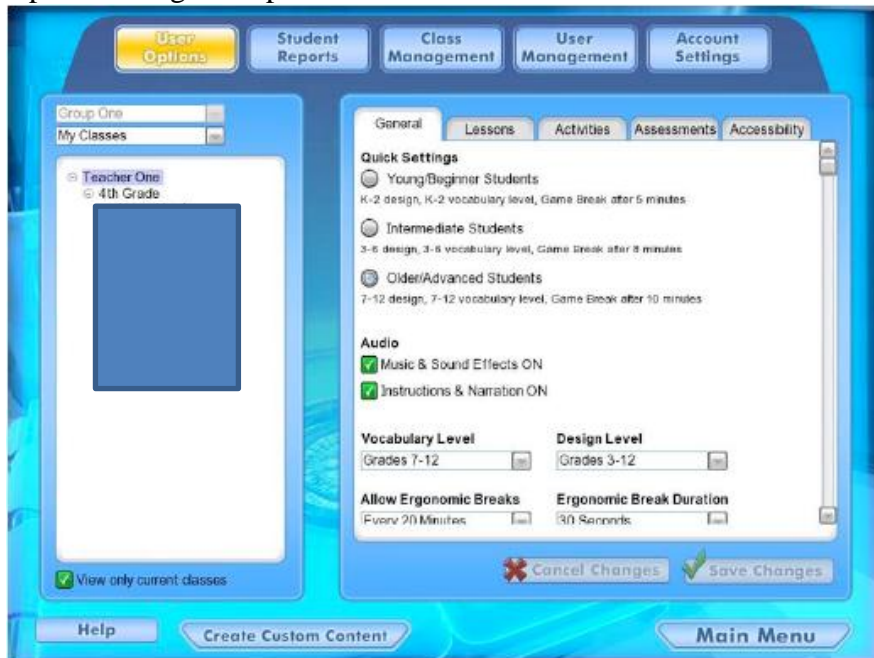 User Options
Student Reports
Class Management
User Management
Account Settings
Group One
My Classes
Teacher One
4th Grade
View only current classes
General
Lessons
Activities
Assessments
Accessibility
Quick Settings
Young/Beginner Students
K-2 design, K-2 vocabulary level, Game Break after 5 minutes
Intermediate Students
3-6 design, 3-6 vocabulary level, Game Break after 8 minutes
Older/Advanced Students
7-12 design, 7-12 vocabulary level, Game Break after 10 minutes
Audio
Music & Sound Effects ON
Instructions & Narration ON
Vocabulary Level Design Level
Grades 7-12 Grades 3-12
Allow Ergonomic Breaks Ergonomic Break Duration
Every 20 Minutes 30 Seconds
Cancel Changes
Save Changes
Help
Create Custom Content
Main Menu